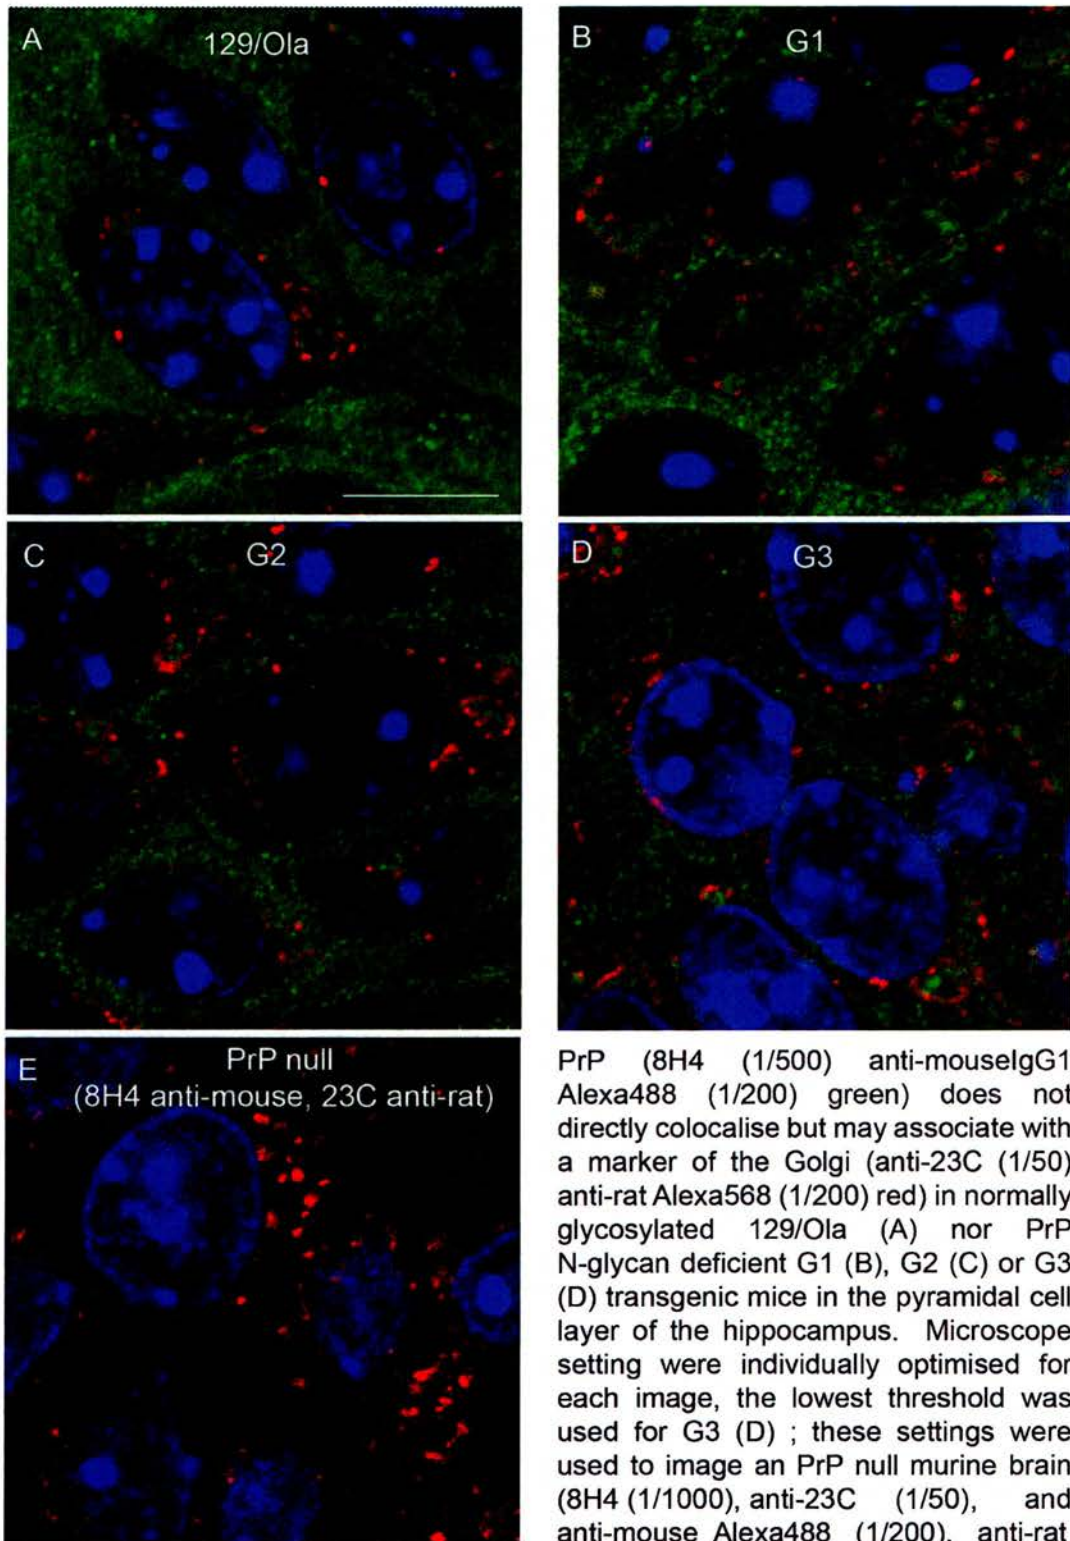 A
129/Ola
B
G1
C
G2
D
G3
E
PrP null
(8H4 anti-mouse, 23C anti-rat)
PrP (8H4 (1/500) anti-mouseIgG1
Alexa488 (1/200) green) does not
directly colocalise but may associate with
a marker of the Golgi (anti-23C (1/50)
anti-rat Alexa568 (1/200) red) in normally
glycosylated 129/Ola (A) nor PrP
N-glycan deficient G1 (B), G2 (C) or G3
(D) transgenic mice in the pyramidal cell
layer of the hippocampus. Microscope
setting were individually optimised for
each image, the lowest threshold was
used for G3 (D) ; these settings were
used to image an PrP null murine brain
(8H4 (1/1000), anti-23C (1/50), and
anti-mouse Alexa488 (1/200), anti-rat